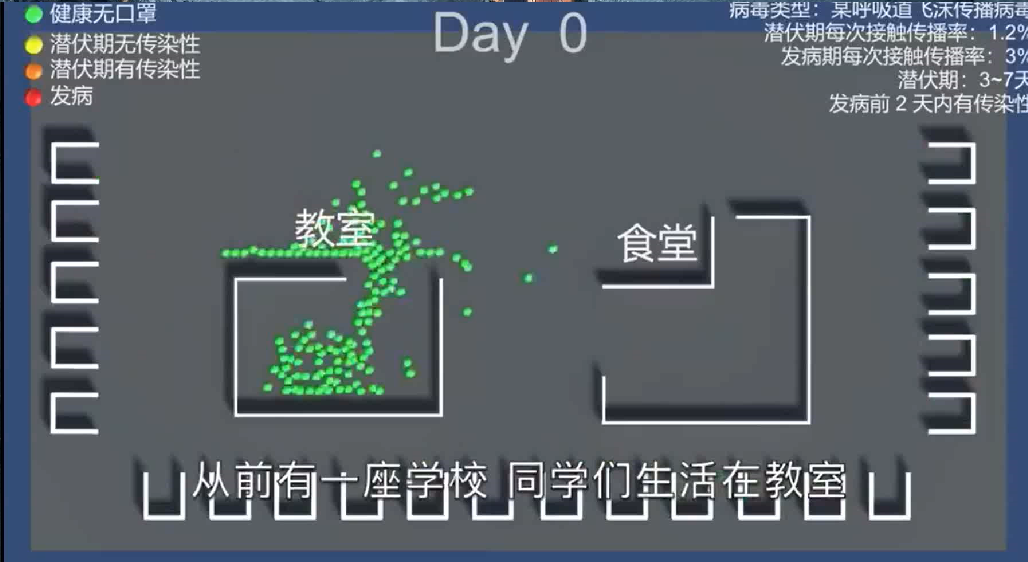 健康无口罩
潜伏期无传染性
潜伏期有传染性
发病
Day 0
病毒类型：某呼吸道飞沫传播病毒
潜伏期每次接触传播率：1.2%
发病期每次接触传播率：3%
潜伏期：3~7天
发病前 2 天内有传染性
教室
食堂
从前有一座学校 同学们生活在教室